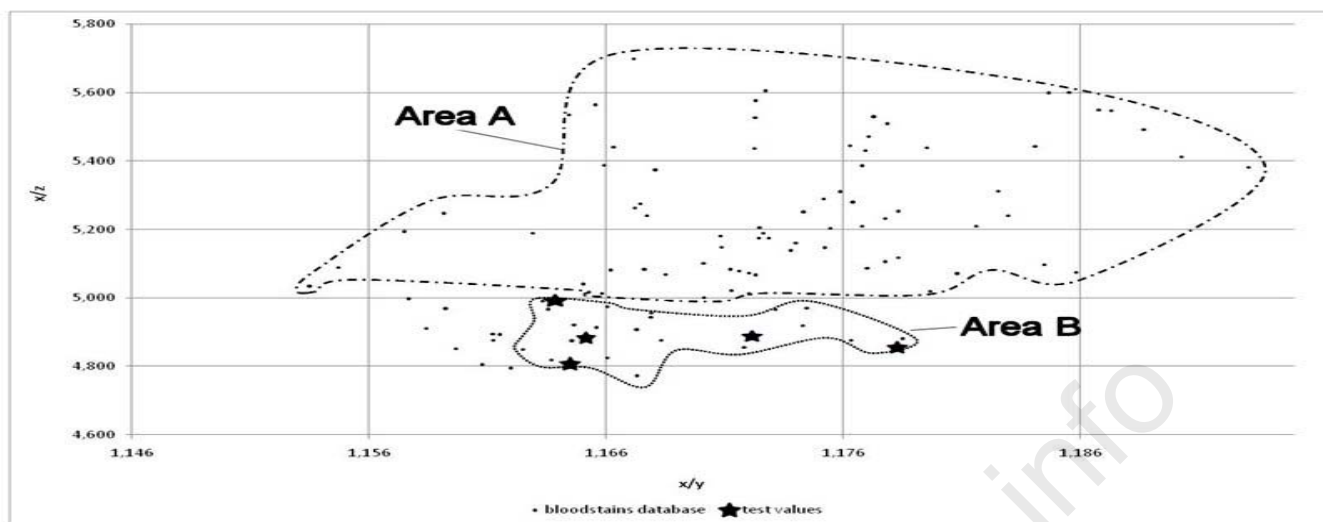 5,800
5,600
Area A
5,400
x/z
5,200
5,000
Area B
4,800
4,600
1,146 1,156 1,166 1,176 1,186
x/y
bloodstains database test values
info